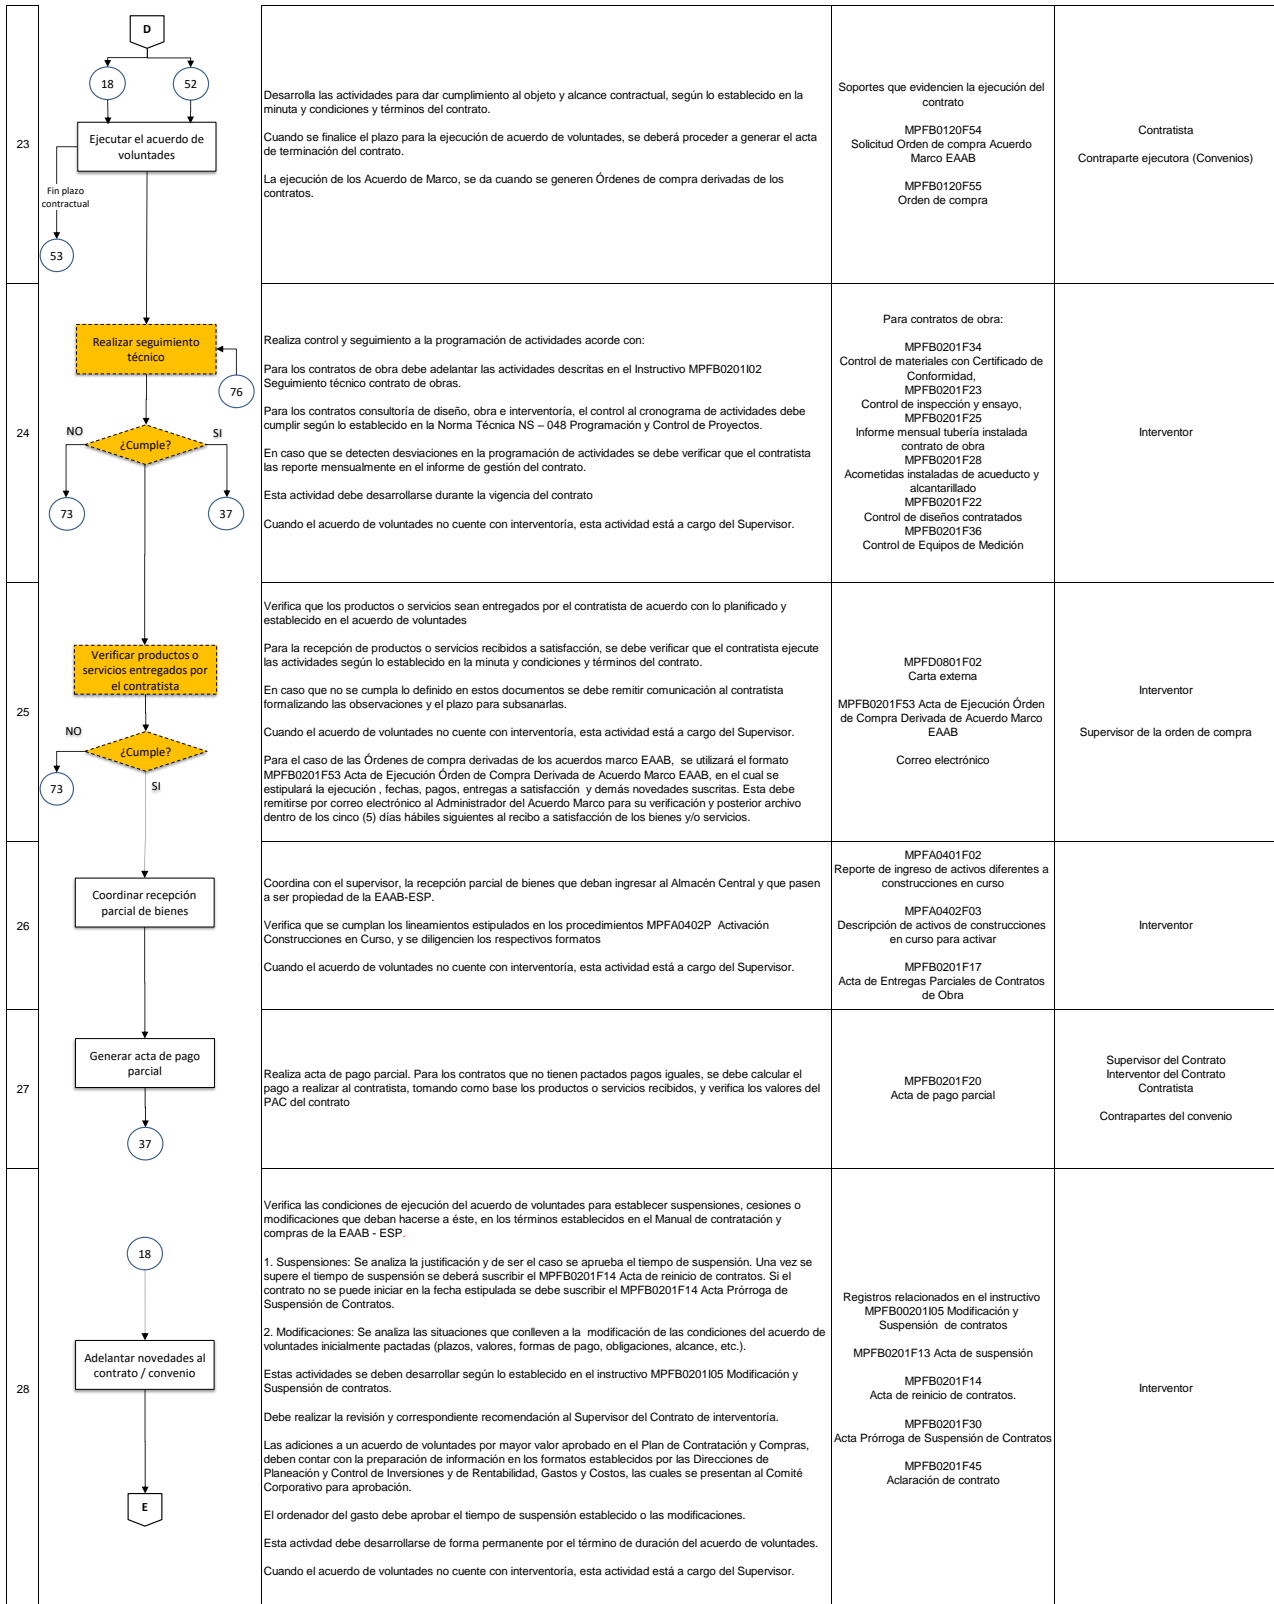 D
18
52
23
Ejecutar el acuerdo de
voluntades
Fin plazo
contractual
53
Desarrolla las actividades para dar cumplimiento al objeto y alcance contractual, según lo establecido en la
minuta y condiciones y términos del contrato.
Cuando se finalice el plazo para la ejecución de acuerdo de voluntades, se deberá proceder a generar el acta
de terminación del contrato.
La ejecución de los Acuerdo de Marco, se da cuando se generen Órdenes de compra derivadas de los
contratos.
Soportes que evidencien la ejecución del
contrato
MPFB0120F54
Solicitud Orden de compra Acuerdo
Marco EAAB
MPFB0120F55
Orden de compra
Contratista
Contraparte ejecutora (Convenios)
24
Realizar seguimiento
técnico
76
NO
SI
¿Cumple?
73
37
Realiza control y seguimiento a la programación de actividades acorde con:
Para los contratos de obra debe adelantar las actividades descritas en el Instructivo MPFB0201I02
Seguimiento técnico contrato de obras.
Para los contratos consultoría de diseño, obra e interventoría, el control al cronograma de actividades debe
cumplir según lo establecido en la Norma Técnica NS – 048 Programación y Control de Proyectos.
En caso que se detecten desviaciones en la programación de actividades se debe verificar que el contratista
las reporte mensualmente en el informe de gestión del contrato.
Esta actividad debe desarrollarse durante la vigencia del contrato
Cuando el acuerdo de voluntades no cuente con interventoría, esta actividad está a cargo del Supervisor.
Para contratos de obra:
MPFB0201F34
Control de materiales con Certificado de
Conformidad,
MPFB0201F23
Control de inspección y ensayo,
MPFB0201F25
Informe mensual tubería instalada
contrato de obra
MPFB0201F28
Acometidas instaladas de acueducto y
alcantarillado
MPFB0201F22
Control de diseños contratados
MPFB0201F36
Control de Equipos de Medición
Interventor
25
Verificar productos o
servicios entregados por
el contratista
NO
¿Cumple?
73
SI
Verifica que los productos o servicios sean entregados por el contratista de acuerdo con lo planificado y
establecido en el acuerdo de voluntades
Para la recepción de productos o servicios recibidos a satisfacción, se debe verificar que el contratista ejecute
las actividades según lo establecido en la minuta y condiciones y términos del contrato.
En caso que no se cumpla lo definido en estos documentos se debe remitir comunicación al contratista
formalizando las observaciones y el plazo para subsanarlas.
Cuando el acuerdo de voluntades no cuente con interventoría, esta actividad está a cargo del Supervisor.
Para el caso de las Órdenes de compra derivadas de los acuerdos marco EAAB, se utilizará el formato
MPFB0201F53 Acta de Ejecución Órden de Compra Derivada de Acuerdo Marco EAAB, en el cual se
estipulará la ejecución , fechas, pagos, entregas a satisfacción y demás novedades suscritas. Esta debe
remitirse por correo electrónico al Administrador del Acuerdo Marco para su verificación y posterior archivo
dentro de los cinco (5) días hábiles siguientes al recibo a satisfacción de los bienes y/o servicios.
MPFD0801F02
Carta externa
MPFB0201F53 Acta de Ejecución Órden
de Compra Derivada de Acuerdo Marco
EAAB
Correo electrónico
Interventor
Supervisor de la orden de compra
26
Coordinar recepción
parcial de bienes
Coordina con el supervisor, la recepción parcial de bienes que deban ingresar al Almacén Central y que pasen
a ser propiedad de la EAAB-ESP.
Verifica que se cumplan los lineamientos estipulados en los procedimientos MPFA0402P Activación
Construcciones en Curso, y se diligencien los respectivos formatos
Cuando el acuerdo de voluntades no cuente con interventoría, esta actividad está a cargo del Supervisor.
MPFA0401F02
Reporte de ingreso de activos diferentes a
construcciones en curso
MPFA0402F03
Descripción de activos de construcciones
en curso para activar
MPFB0201F17
Acta de Entregas Parciales de Contratos
de Obra
Interventor
27
Generar acta de pago
parcial
37
Realiza acta de pago parcial. Para los contratos que no tienen pactados pagos iguales, se debe calcular el
pago a realizar al contratista, tomando como base los productos o servicios recibidos, y verifica los valores del
PAC del contrato
MPFB0201F20
Acta de pago parcial
Supervisor del Contrato
Interventor del Contrato
Contratista
Contrapartes del convenio
28
18
Adelantar novedades al
contrato / convenio
E
Verifica las condiciones de ejecución del acuerdo de voluntades para establecer suspensiones, cesiones o
modificaciones que deban hacerse a éste, en los términos establecidos en el Manual de contratación y
compras de la EAAB - ESP.
1. Suspensiones: Se analiza la justificación y de ser el caso se aprueba el tiempo de suspensión. Una vez se
supere el tiempo de suspensión se deberá suscribir el MPFB0201F14 Acta de reinicio de contratos. Si el
contrato no se puede iniciar en la fecha estipulada se debe suscribir el MPFB0201F14 Acta Prórroga de
Suspensión de Contratos.
2. Modificaciones: Se analiza las situaciones que conlleven a la modificación de las condiciones del acuerdo de
voluntades inicialmente pactadas (plazos, valores, formas de pago, obligaciones, alcance, etc.).
Estas actividades se deben desarrollar según lo establecido en el instructivo MPFB0201I05 Modificación y
Suspensión de contratos.
Debe realizar la revisión y correspondiente recomendación al Supervisor del Contrato de interventoría.
Las adiciones a un acuerdo de voluntades por mayor valor aprobado en el Plan de Contratación y Compras,
deben contar con la preparación de información en los formatos establecidos por las Direcciones de
Planeación y Control de Inversiones y de Rentabilidad, Gastos y Costos, las cuales se presentan al Comité
Corporativo para aprobación.
El ordenador del gasto debe aprobar el tiempo de suspensión establecido o las modificaciones.
Esta activdad debe desarrollarse de forma permanente por el término de duración del acuerdo de voluntades.
Cuando el acuerdo de voluntades no cuente con interventoría, esta actividad está a cargo del Supervisor.
Registros relacionados en el instructivo
MPFB00201I05 Modificación y
Suspensión de contratos
MPFB0201F13 Acta de suspensión
MPFB0201F14
Acta de reinicio de contratos.
MPFB0201F30
Acta Prórroga de Suspensión de Contratos
MPFB0201F45
Aclaración de contrato
Interventor